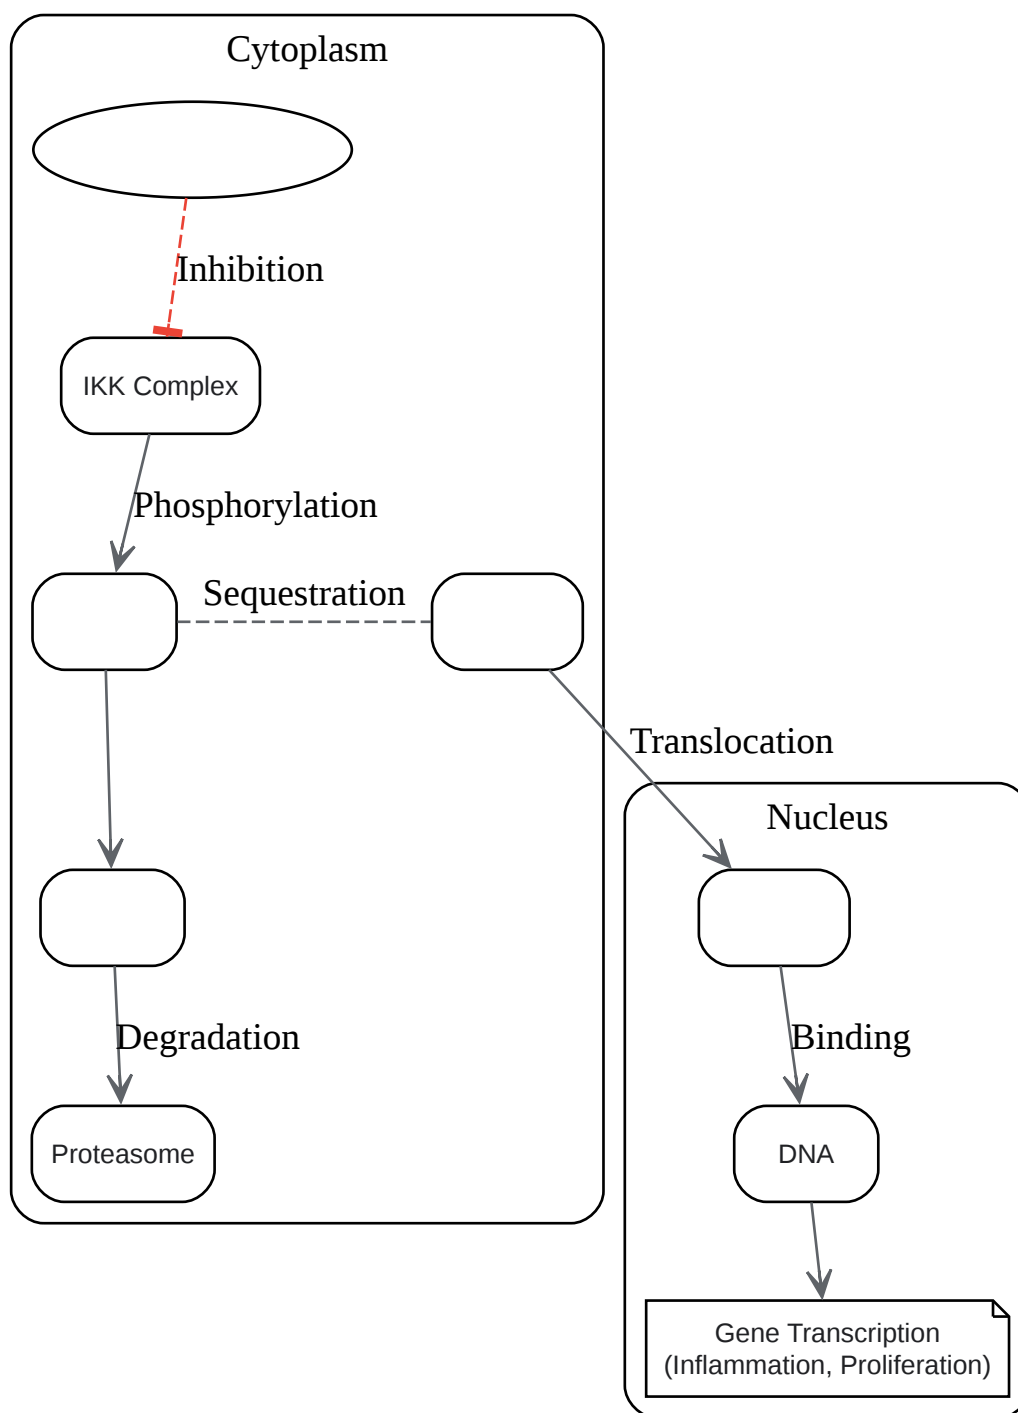 Cytoplasm
Inhibition
IKK Complex
Phosphorylation
Sequestration
Translocation
Nucleus
Degradation
Binding
Proteasome
DNA
Gene Transcription
(Inflammation, Proliferation)